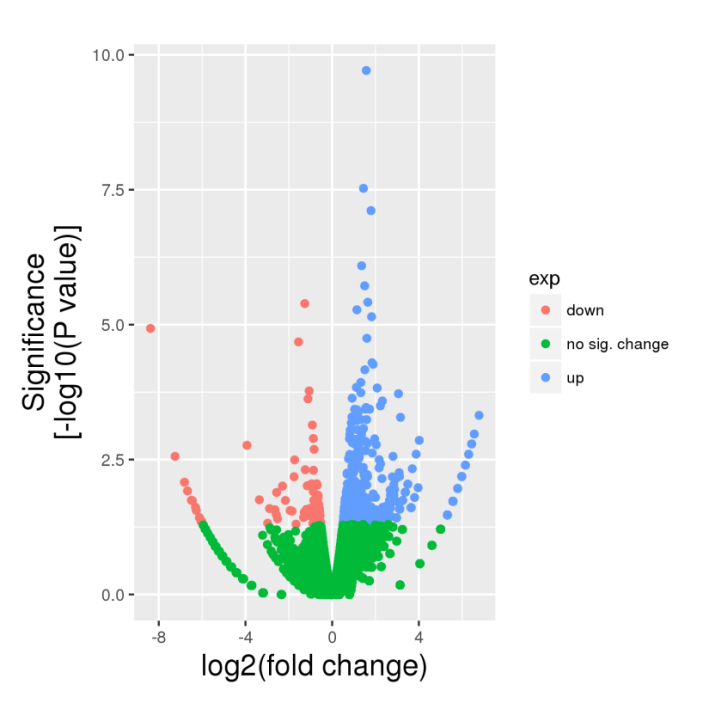 10.0
7.5
5.0
2.5
0.0
Significance
[-log10(P value)]
-8
-4
0
4
log2(fold change)
exp
down
no sig. change
up